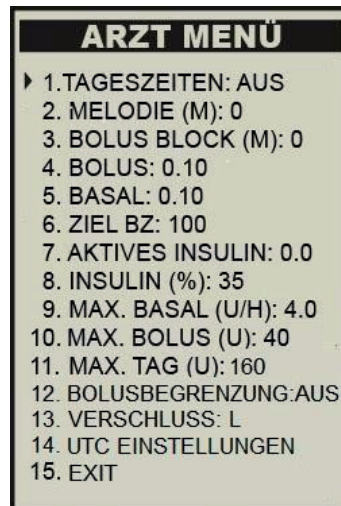 ARZT MENÜ
1.TAGESZEITEN: AUS
2. MELODIE (M): 0
3. BOLUS BLOCK (M): 0
4. BOLUS: 0.10
5. BASAL: 0.10
6. ZIEL BZ: 100
7. AKTIVES INSULIN: 0.0
8. INSULIN (%): 35
9. MAX. BASAL (U/H): 4.0
10. MAX. BOLUS (U): 40
11. MAX. TAG (U): 160
12. BOLUSBEGRENZUNG:AUS
13. VERSCHLUSS: L
14. UTC EINSTELLUNGEN
15. EXIT